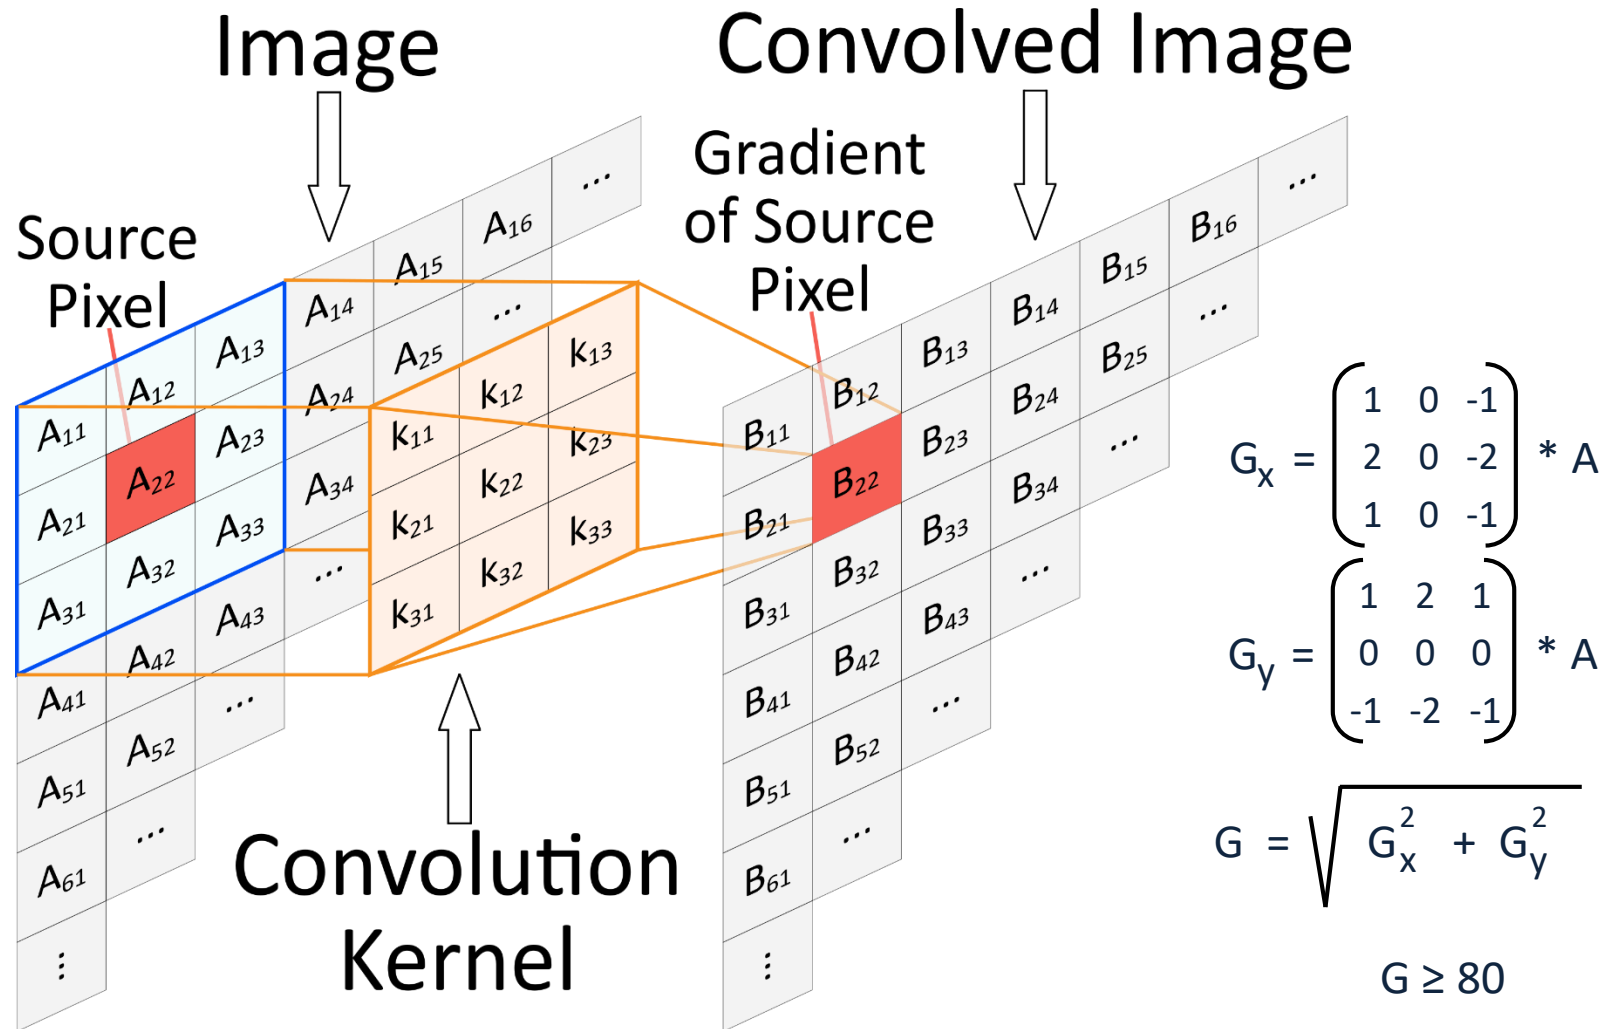 Image
Convolved Image
Source
Pixel
Gradient
of Source
Pixel
A11 A12 A13 A14 A15 A16 ...
A21 A22 A23 A24 A25 ...
A31 A32 A33 A34
A41 A42 A43 ...
A51 A52 ...
A61 ...
⋮
k11 k12 k13
k21 k22 k23
k31 k32 k33
Convolution
Kernel
B11 B12 B13 B14 B15 B16 ...
B21 B22 B23 B24 B25 ...
B31 B32 B33 B34 ...
B41 B42 B43 ...
B51 B52 ...
B61 ...
⋮
1 0 -1
Gx = 2 0 -2 * A
1 0 -1
1 2 1
Gy = 0 0 0 * A
-1 -2 -1
G = √ Gx² + Gy²
G ≥ 80